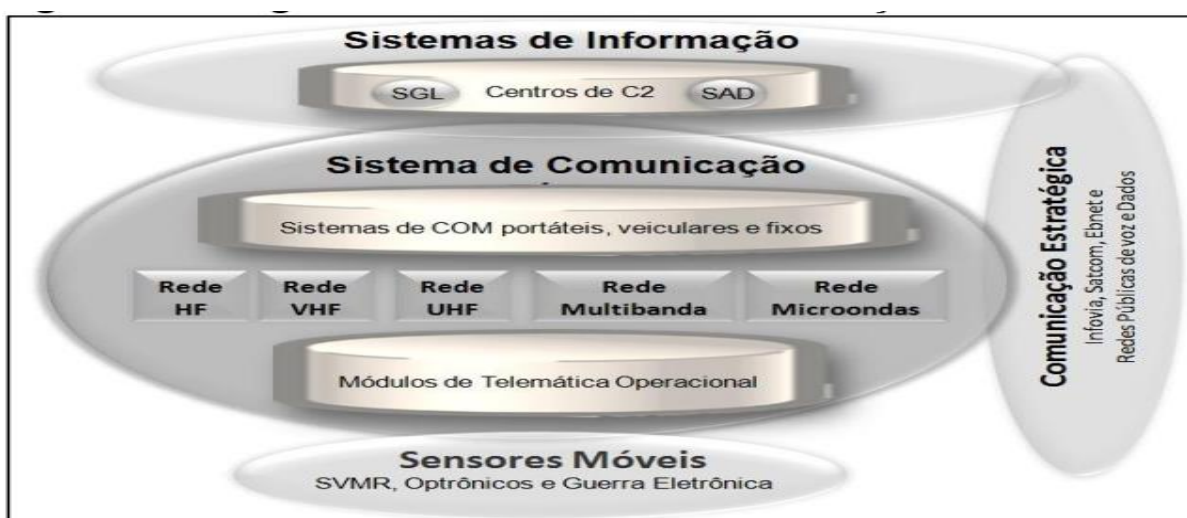 Sistemas de Informação
SGL Centros de C2 SAD
Sistema de Comunicação
Sistemas de COM portáteis, veiculares e fixos
Rede HF
Rede VHF
Rede UHF
Rede Multibanda
Rede Microondas
Módulos de Telemática Operacional
Sensores Móveis
SVMR, Optrônicos e Guerra Eletrônica
Comunicação Estratégica
Infovia, Satcom, Ebnet e
Redes Públicas de voz e Dados